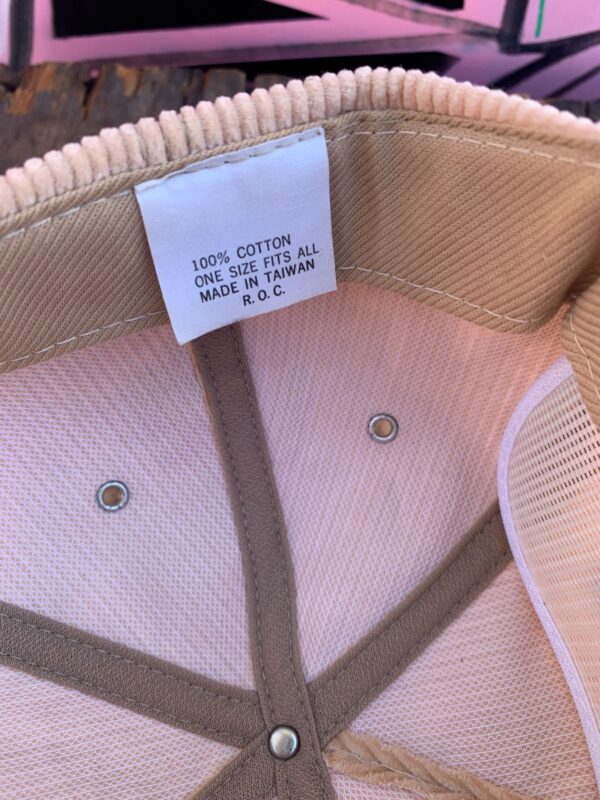 100% COTTON
ONE SIZE FITS ALL
MADE IN TAIWAN
R.O.C.